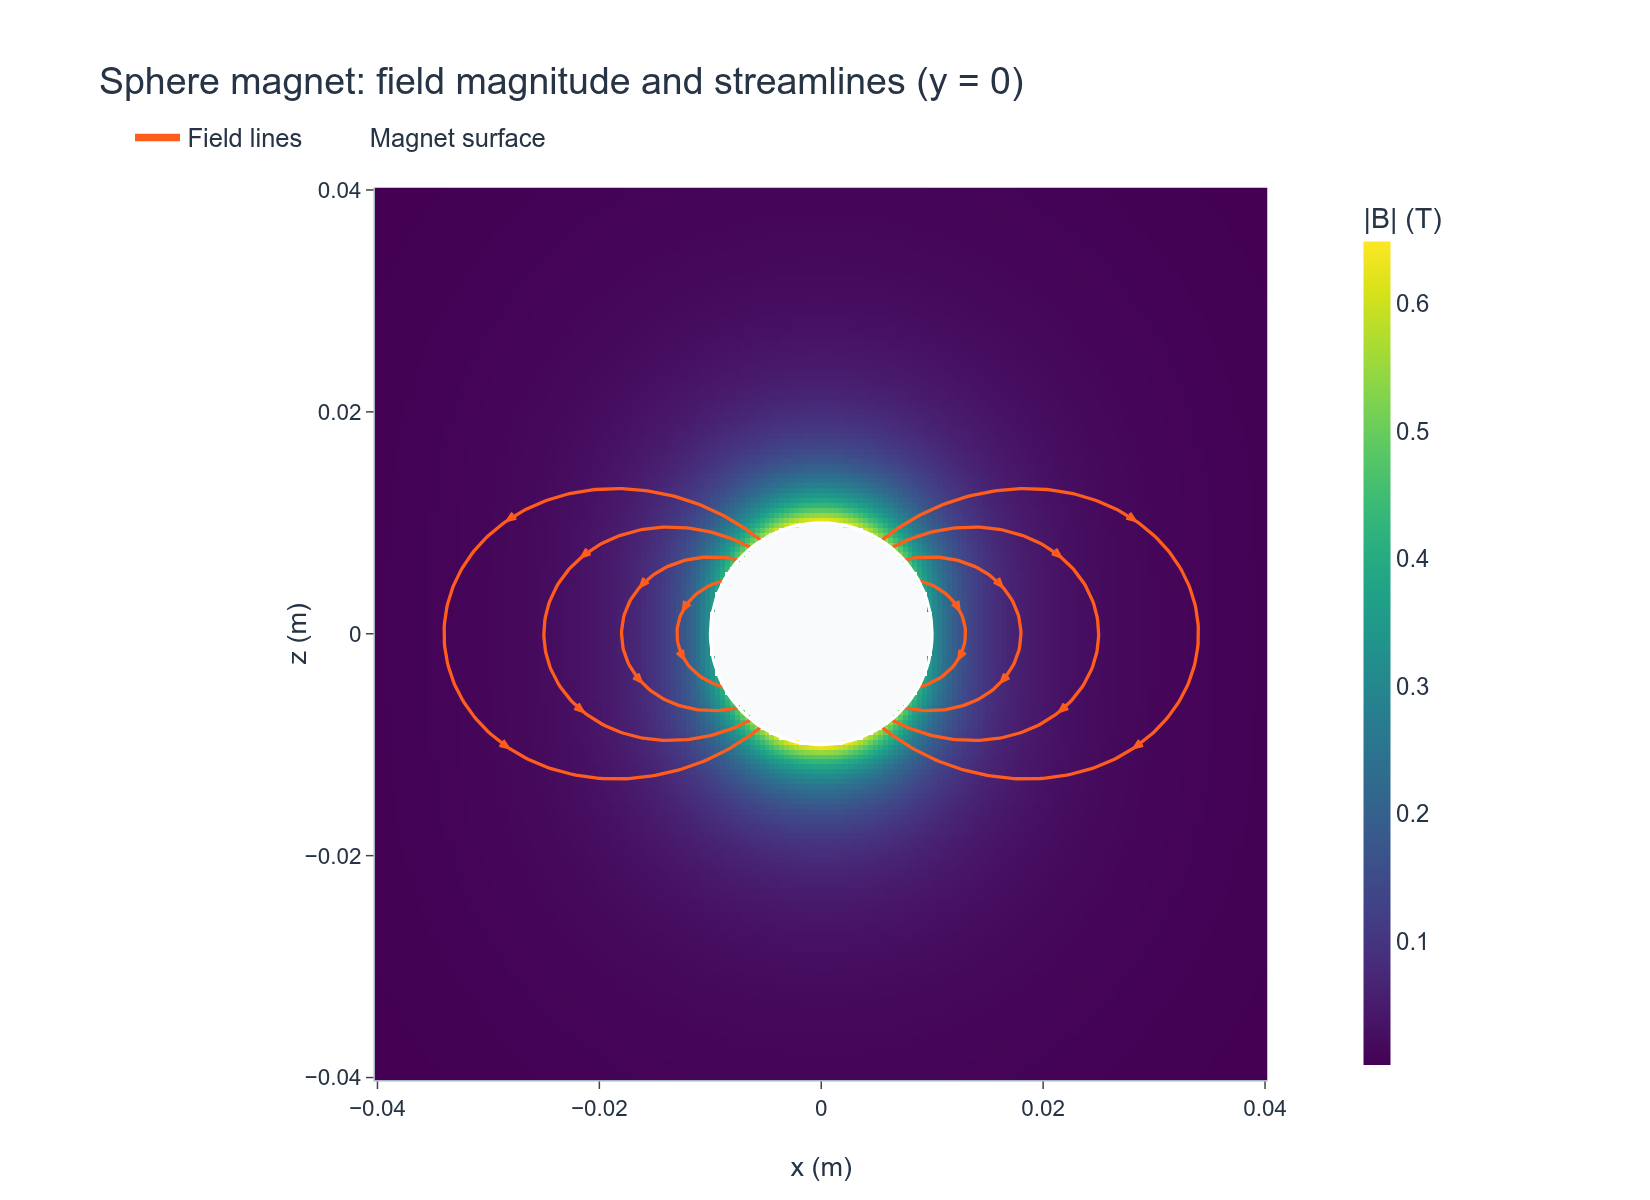 Sphere magnet: field magnitude and streamlines (y = 0)
Field lines
Magnet surface
|B| (T)
0.6
0.5
0.4
0.3
0.2
0.1
z (m)
0.04
0.02
0
−0.02
−0.04
−0.04
−0.02
0
0.02
0.04
x (m)